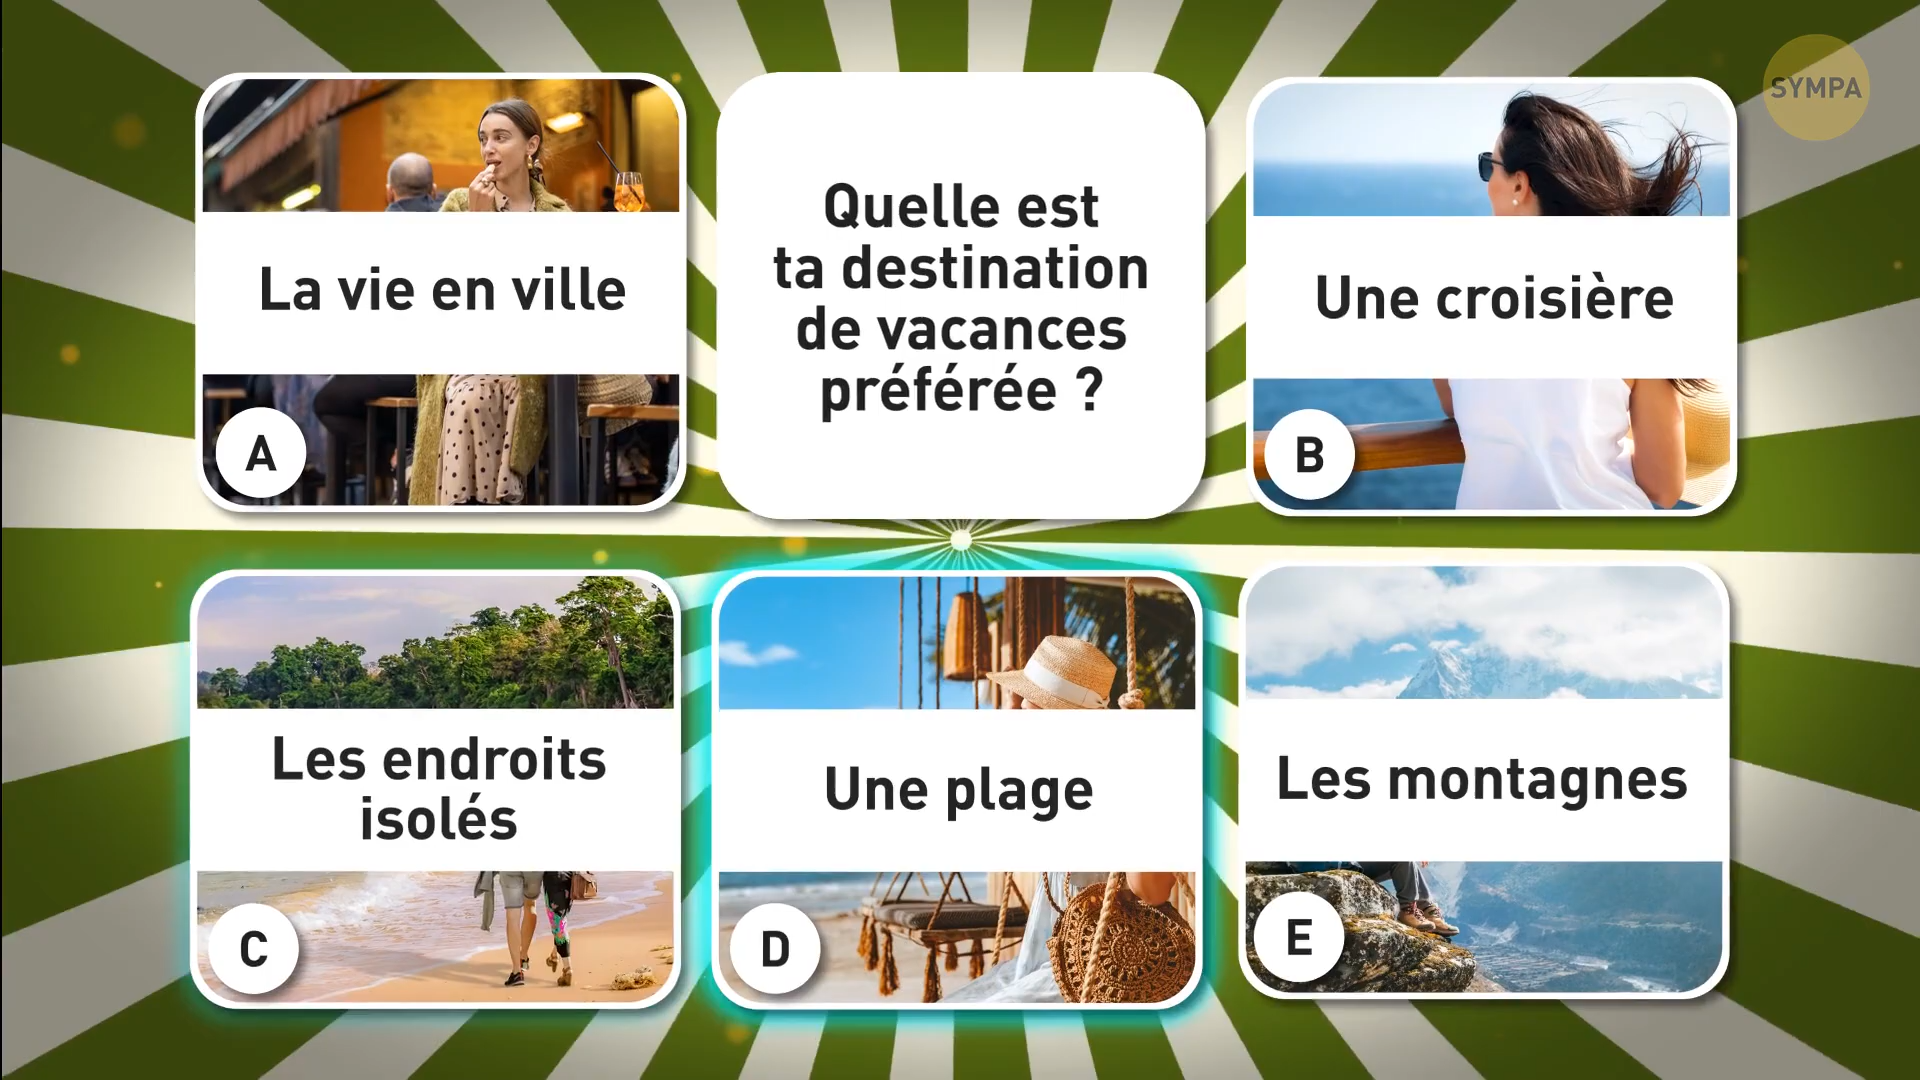 SYMPA
La vie en ville
A
Quelle est
ta destination
de vacances
préférée ?
Une croisière
B
Les endroits
isolés
C
Une plage
D
Les montagnes
E